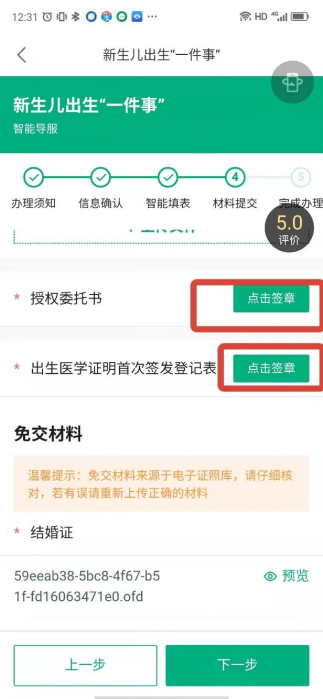 12:31
HD 4G
新生儿出生“一件事”
新生儿出生“一件事”
智能导服
4
5
办理须知
信息确认
智能填表
材料提交
完成办理
5.0
评价
* 授权委托书
点击签章
* 出生医学证明首次签发登记表
点击签章
免交材料
温馨提示：免交材料来源于电子证照库，请仔细核
对，若有误请重新上传正确的材料
* 结婚证
59eeab38-5bc8-4f67-b5
1f-fd16063471e0.ofd
预览
上一步
下一步